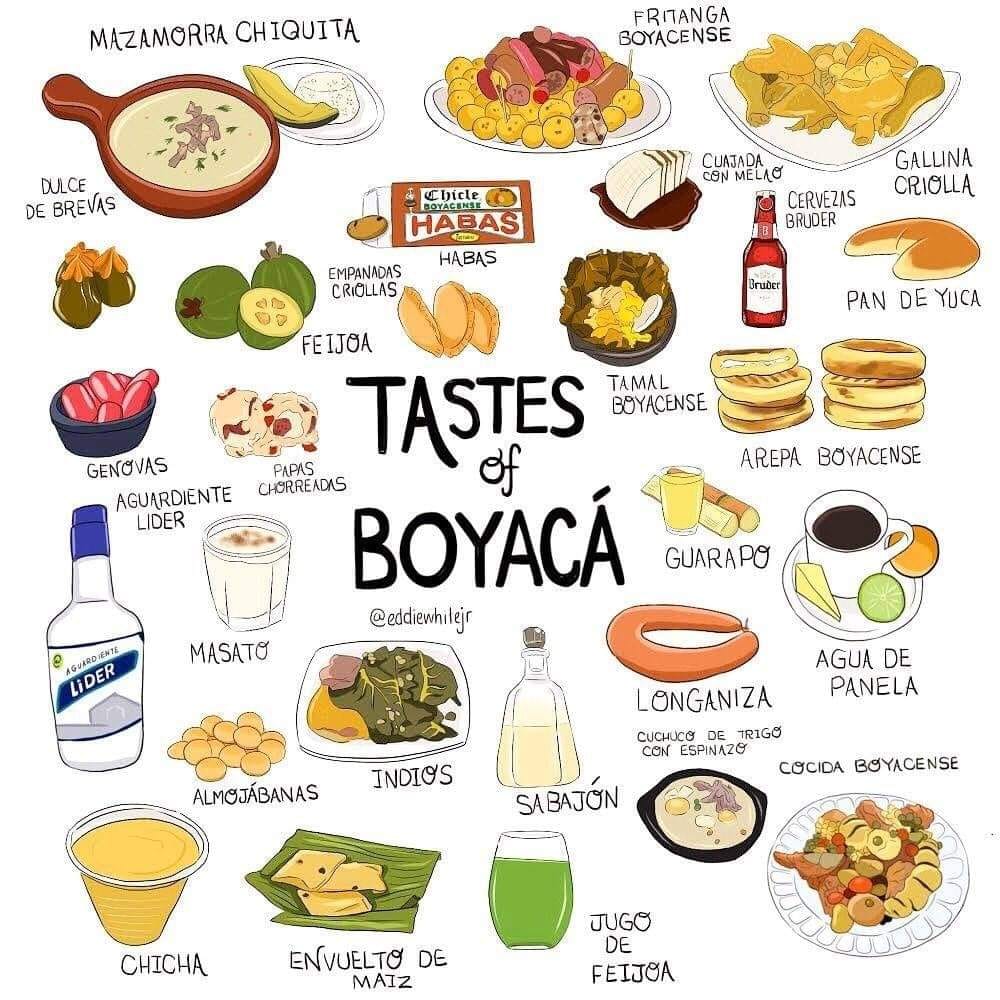 MAZAMORRA CHIQUITA
FRITANGA
BOYACENSE
DULCE
DE BREVAS
Chicle
BOYACENSE
HABAS
HABAS
CUAJADA
CON MELAO
CERVEZAS
BRUDER
B
Bruder
GALLINA
CRIOLLA
FEIJOA
EMPANADAS
CRIOLLAS
PAN DE YUCA
TAMAL
BOYACENSE
AREPA BOYACENSE
GENOVAS
PAPAS
CHORREADAS
TASTES
of
BOYACÁ
@eddiewhilejr
AGUARDIENTE
LIDER
AGUARDIENTE
LiDER
MASATO
GUARAPO
AGUA DE
PANELA
LONGANIZA
ALMOJÁBANAS
INDIOS
SABAJÓN
CUCHUCO DE TRIGO
CON ESPINAZO
COCIDA BOYACENSE
CHICHA
ENVUELTO DE
MAIZ
JUGO
DE
FEIJOA